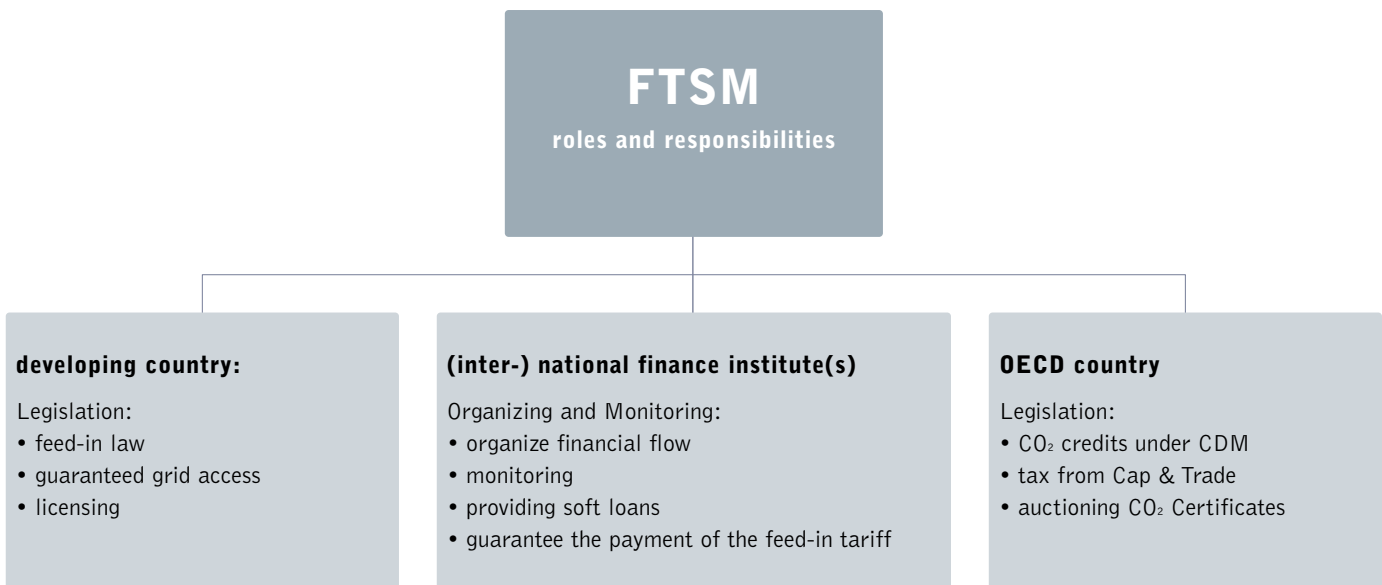 FTSM
roles and responsibilities
developing country:
Legislation:
• feed-in law
• guaranteed grid access
• licensing
(inter-) national finance institute(s)
Organizing and Monitoring:
• organize financial flow
• monitoring
• providing soft loans
• guarantee the payment of the feed-in tariff
OECD country
Legislation:
• CO₂ credits under CDM
• tax from Cap & Trade
• auctioning CO₂ Certificates